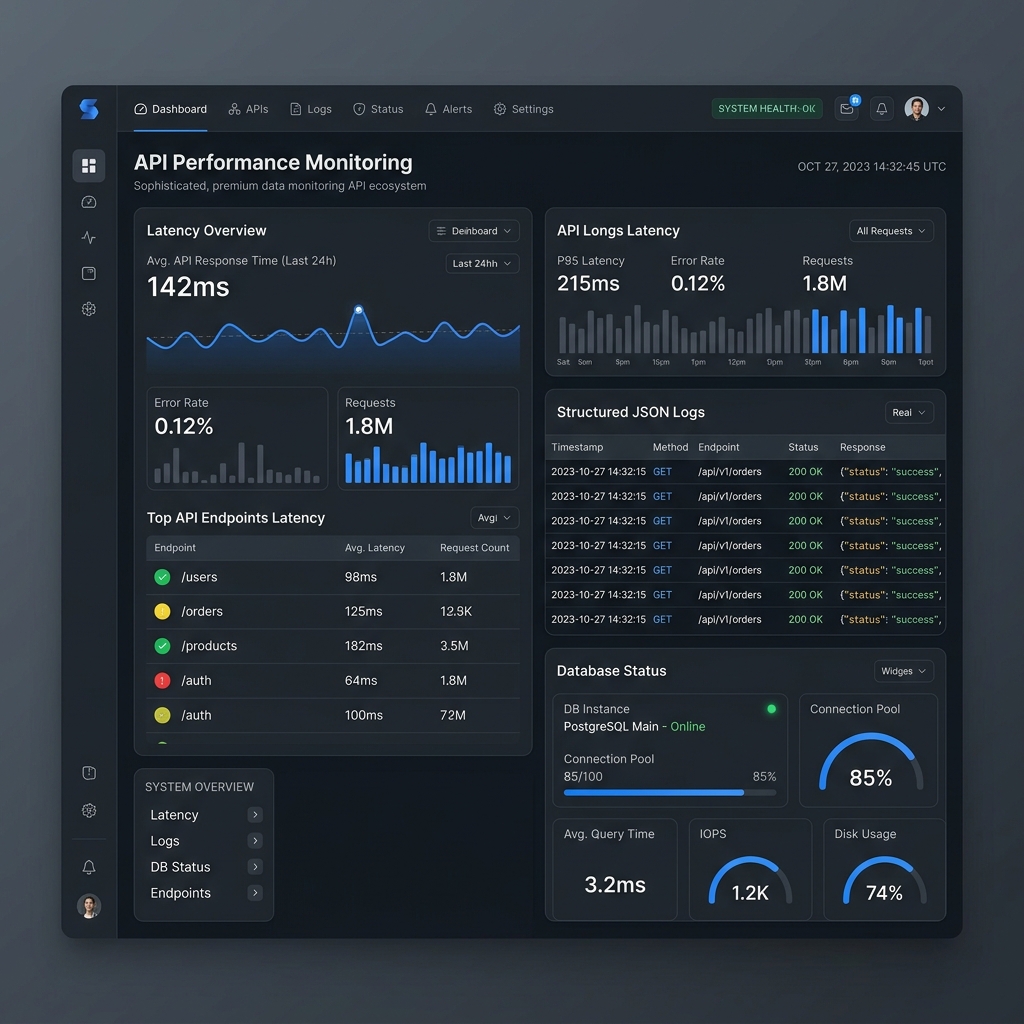 Dashboard
APIs
Logs
Status
Alerts
Settings
SYSTEM HEALTH: OK
API Performance Monitoring
Sophisticated, premium data monitoring API ecosystem
OCT 27, 2023 14:32:45 UTC
Latency Overview
Avg. API Response Time (Last 24h)
Last 24hh
142ms
Error Rate
0.12%
Requests
1.8M
Top API Endpoints Latency
Avgi
Endpoint Avg. Latency Request Count
/users 98ms 1.8M
/orders 125ms
/products 182ms 3.5M
/auth 64ms 1.8M
/auth 100ms 72M
SYSTEM OVERVIEW
Latency
Logs
DB Status
Endpoints
API Longs Latency
All Requests
P95 Latency Error Rate Requests
215ms 0.12% 1.8M
12pm
6pm
Structured JSON Logs
Real
Timestamp Method Endpoint Status Response
2023-10-27 14:32:15 GET /api/v1/orders 200 OK {"status": "success",
2023-10-27 14:32:15 GET /api/v1/orders 200 OK {"status": "success",
2023-10-27 14:32:15 GET /api/v1/orders 200 OK {"status": "success",
2023-10-27 14:32:15 GET /api/v1/orders 200 OK {"status": "success",
2023-10-27 14:32:15 GET /api/v1/orders 200 OK {"status": "success",
2023-10-27 14:32:15 GET /api/v1/orders 200 OK {"status": "success",
2023-10-27 14:32:15 GET /api/v1/orders 200 OK {"status": "success",
Database Status
Widges
DB Instance
PostgreSQL Main - Online
Connection Pool
85/100 85%
Connection Pool
85%
Avg. Query Time
3.2ms
IOPS
1.2K
Disk Usage
74%